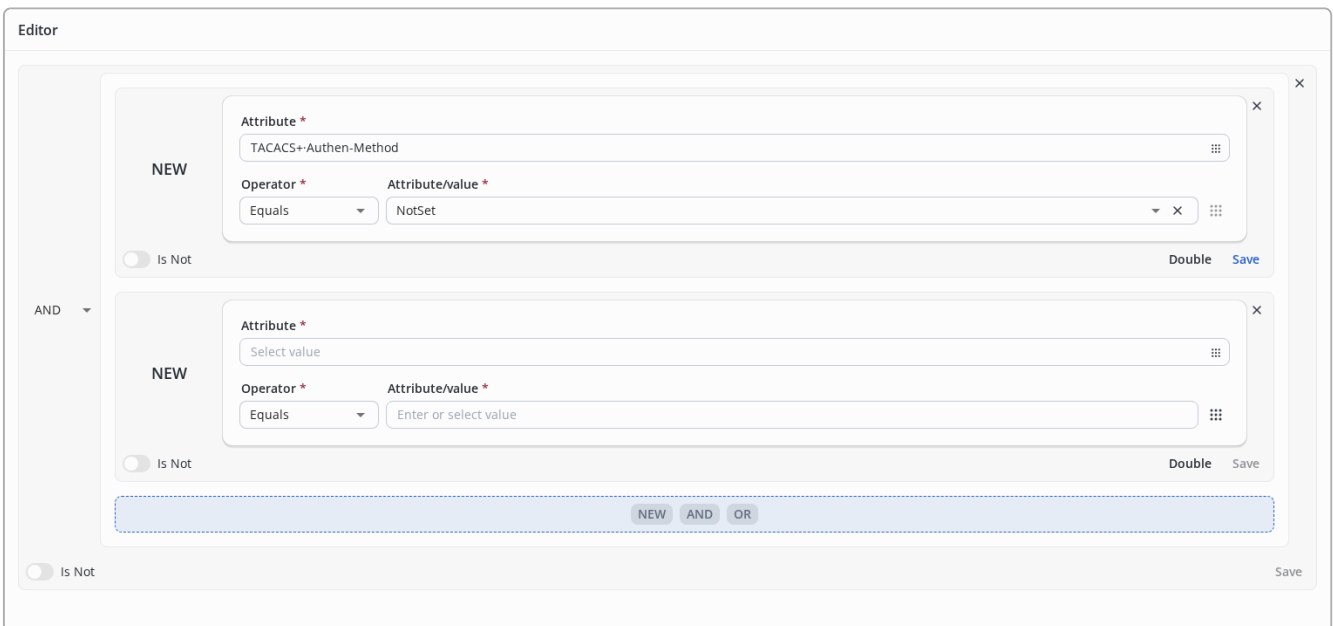 Editor
NEW
Attribute *
TACACS+·Authen-Method
Operator * Attribute/value *
Equals NotSet
Is Not Double Save
AND
NEW
Attribute *
Select value
Operator * Attribute/value *
Equals Enter or select value
Is Not Double Save
NEW AND OR
Is Not Save